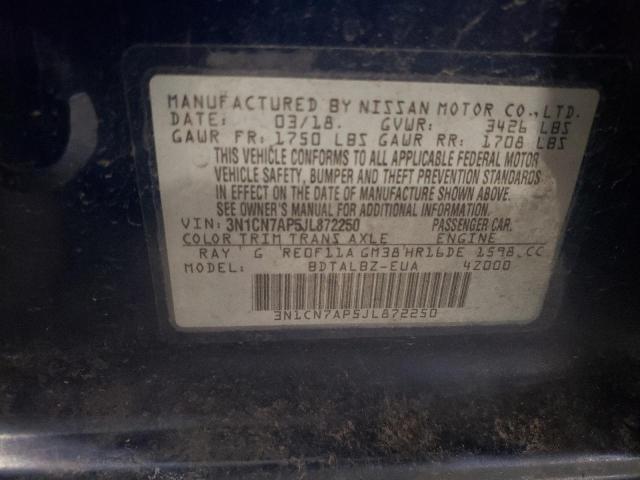 MANUFACTURED BY NISSAN MOTOR CO., LTD.
DATE: 03/18. GVWR: 3426 LBS
GAWR FR: 1750 LBS GAWR RR: 1708 LBS
THIS VEHICLE CONFORMS TO ALL APPLICABLE FEDERAL MOTOR
VEHICLE SAFETY, BUMPER AND THEFT PREVENTION STANDARDS
IN EFFECT ON THE DATE OF MANUFACTURE SHOWN ABOVE.
SEE OWNER'S MANUAL FOR ADDITIONAL INFORMATION.
VIN: 3N1CN7AP5JL872250 PASSENGER CAR.
COLOR TRIM TRANS AXLE ENGINE
RAY G RE0F11A GM38 HR16DE 1598 CC
MODEL: BDTALBZ-EUA 42000
3N1CN7AP5JL872250